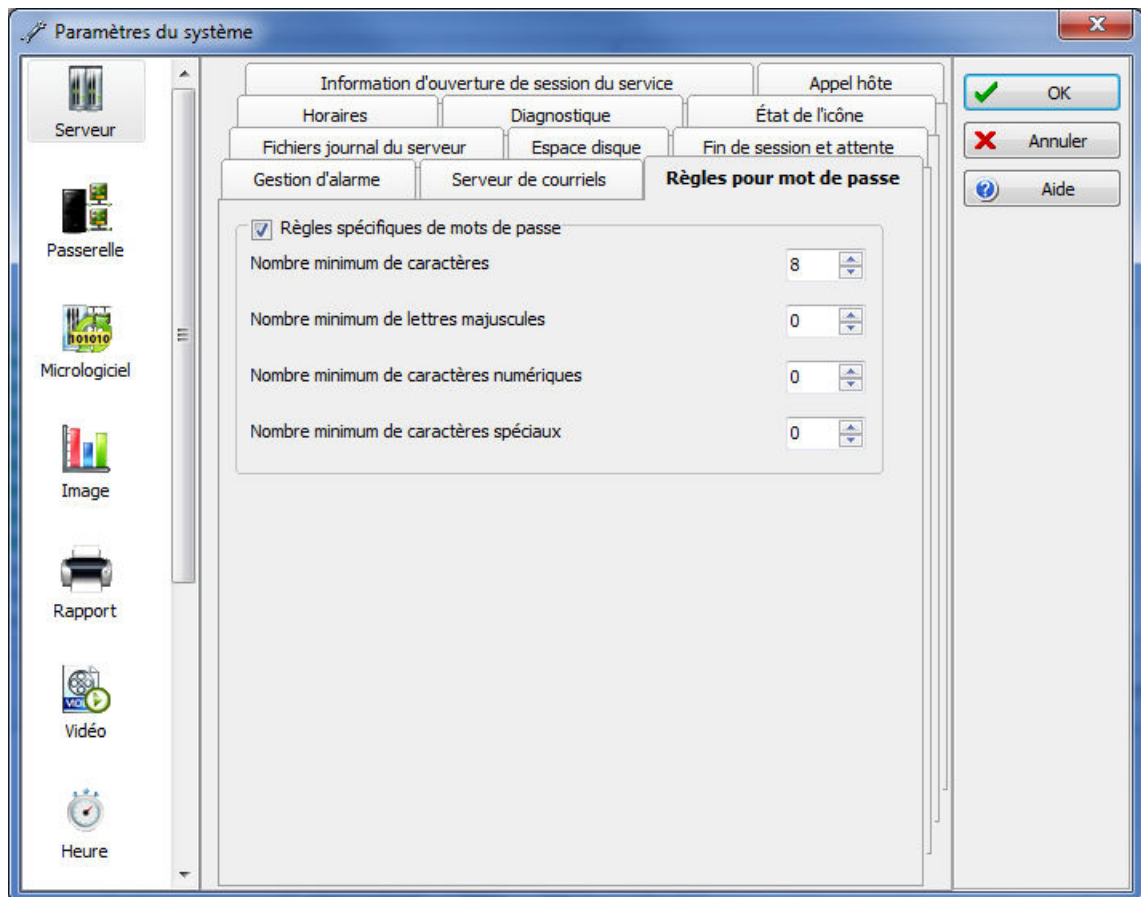 Paramètres du système
Serveur
Passerelle
101010
Micrologiciel
Image
Rapport
Vidéo
Heure
Information d'ouverture de session du service
Appel hôte
Horaires
Diagnostique
État de l'icône
Fichiers journal du serveur
Espace disque
Fin de session et attente
Gestion d'alarme
Serveur de courriels
Règles pour mot de passe
Règles spécifiques de mots de passe
Nombre minimum de caractères
8
Nombre minimum de lettres majuscules
0
Nombre minimum de caractères numériques
0
Nombre minimum de caractères spéciaux
0
OK
Annuler
Aide